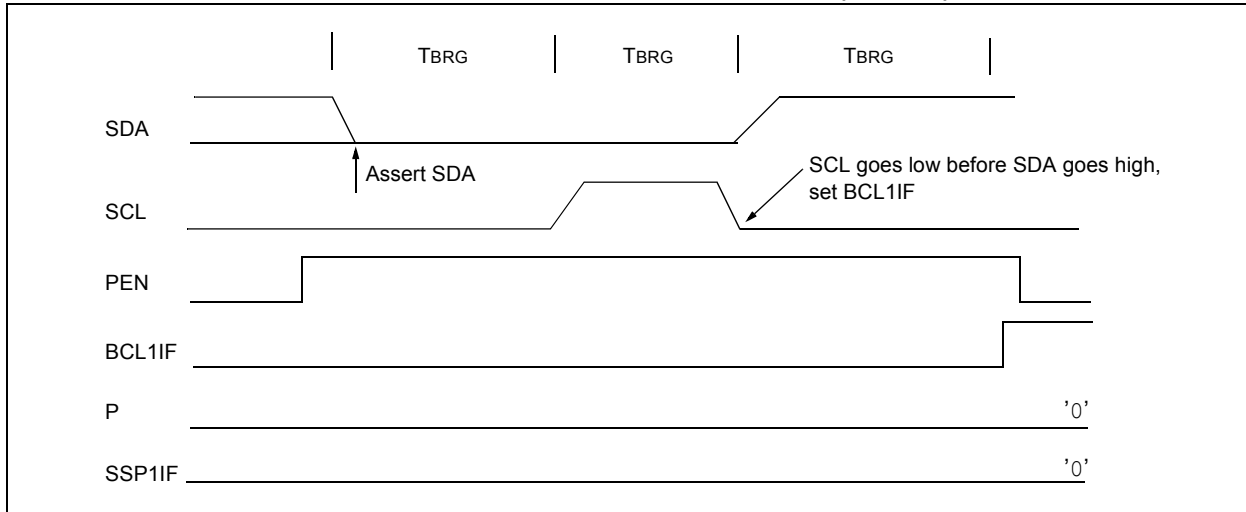 TBRG TBRG TBRG
SDA
Assert SDA
SCL goes low before SDA goes high,
set BCL1IF
SCL
PEN
BCL1IF
P '0'
SSP1IF '0'